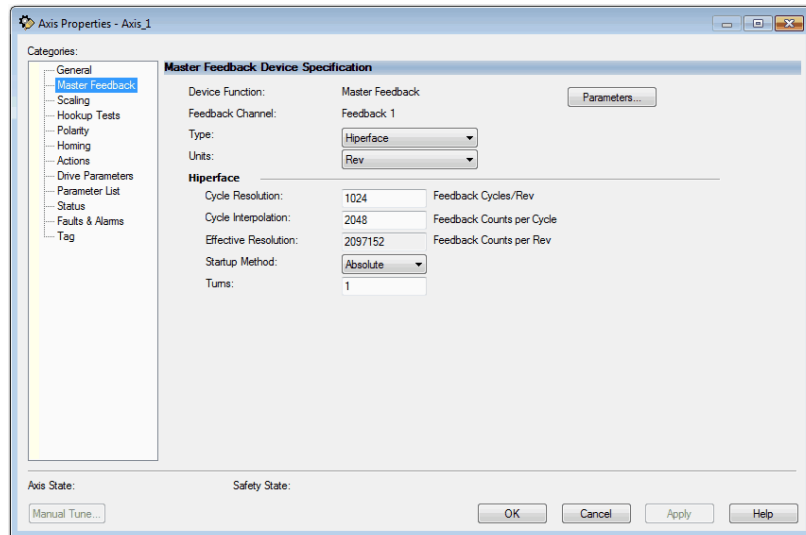 Axis Properties - Axis_1
Categories:
General
Master Feedback
Scaling
Hookup Tests
Polarity
Homing
Actions
Drive Parameters
Parameter List
Status
Faults & Alarms
Tag
Master Feedback Device Specification
Device Function: Master Feedback Parameters...
Feedback Channel: Feedback 1
Type: Hiperface
Units: Rev
Hiperface
Cycle Resolution: 1024 Feedback Cycles/Rev
Cycle Interpolation: 2048 Feedback Counts per Cycle
Effective Resolution: 2097152 Feedback Counts per Rev
Startup Method: Absolute
Turns: 1
Axis State: Safety State:
Manual Tune... OK Cancel Apply Help